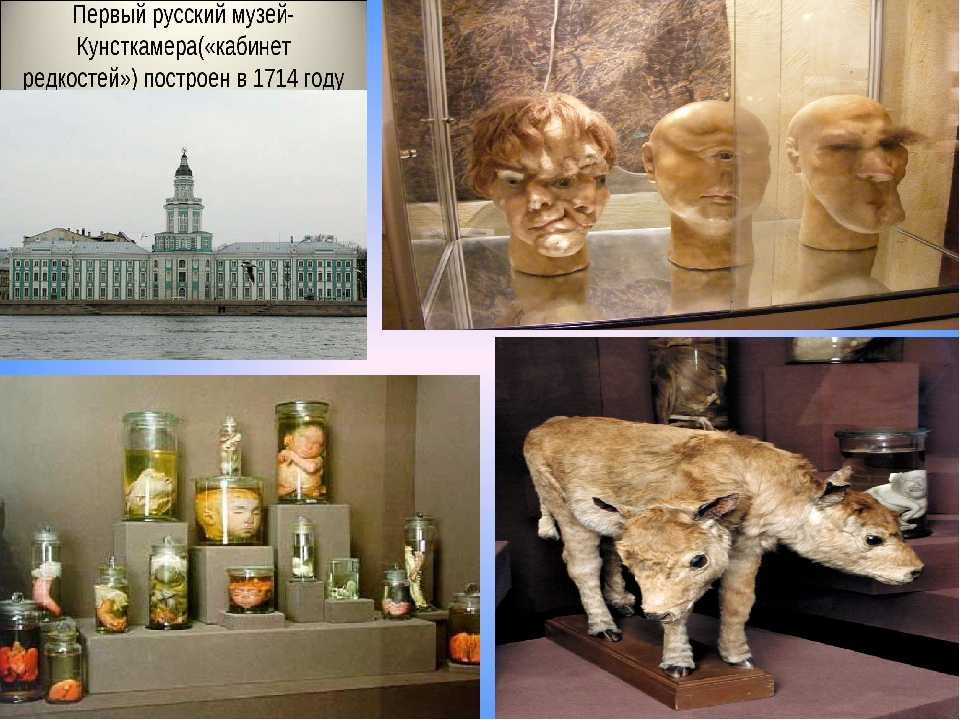 Первый русский музей-
Кунсткамера(«кабинет
редкостей») построен в 1714 году